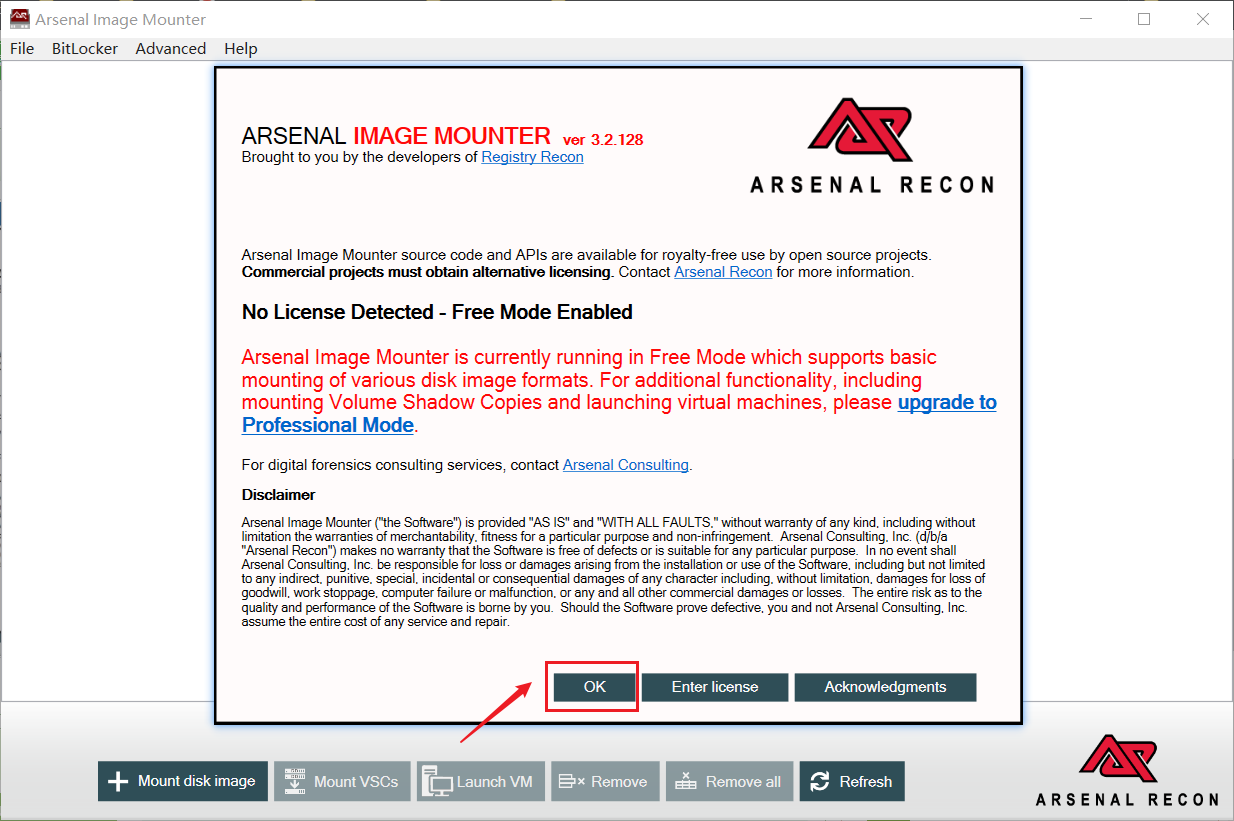 Arsenal Image Mounter
File BitLocker Advanced Help
ARSENAL IMAGE MOUNTER ver 3.2.128
Brought to you by the developers of Registry Recon
ARSENAL RECON
Arsenal Image Mounter source code and APIs are available for royalty-free use by open source projects.
Commercial projects must obtain alternative licensing. Contact Arsenal Recon for more information.
No License Detected - Free Mode Enabled
Arsenal Image Mounter is currently running in Free Mode which supports basic
mounting of various disk image formats. For additional functionality, including
mounting Volume Shadow Copies and launching virtual machines, please upgrade to
Professional Mode.
For digital forensics consulting services, contact Arsenal Consulting.
Disclaimer
Arsenal Image Mounter ("the Software") is provided "AS IS" and "WITH ALL FAULTS," without warranty of any kind, including without
limitation the warranties of merchantability, fitness for a particular purpose and non-infringement. Arsenal Consulting, Inc. (d/b/a
"Arsenal Recon") makes no warranty that the Software is free of defects or is suitable for any particular purpose. In no event shall
Arsenal Consulting, Inc. be responsible for loss or damages arising from the installation or use of the Software, including but not limited
to any indirect, punitive, special, incidental or consequential damages of any character including, without limitation, damages for loss of
goodwill, work stoppage, computer failure or malfunction, or any and all other commercial damages or losses. The entire risk as to the
quality and performance of the Software is borne by you. Should the Software prove defective, you and not Arsenal Consulting, Inc.
assume the entire cost of any service and repair.
OK Enter license Acknowledgments
Mount disk image Mount VSCs Launch VM Remove Remove all Refresh
ARSENAL RECON